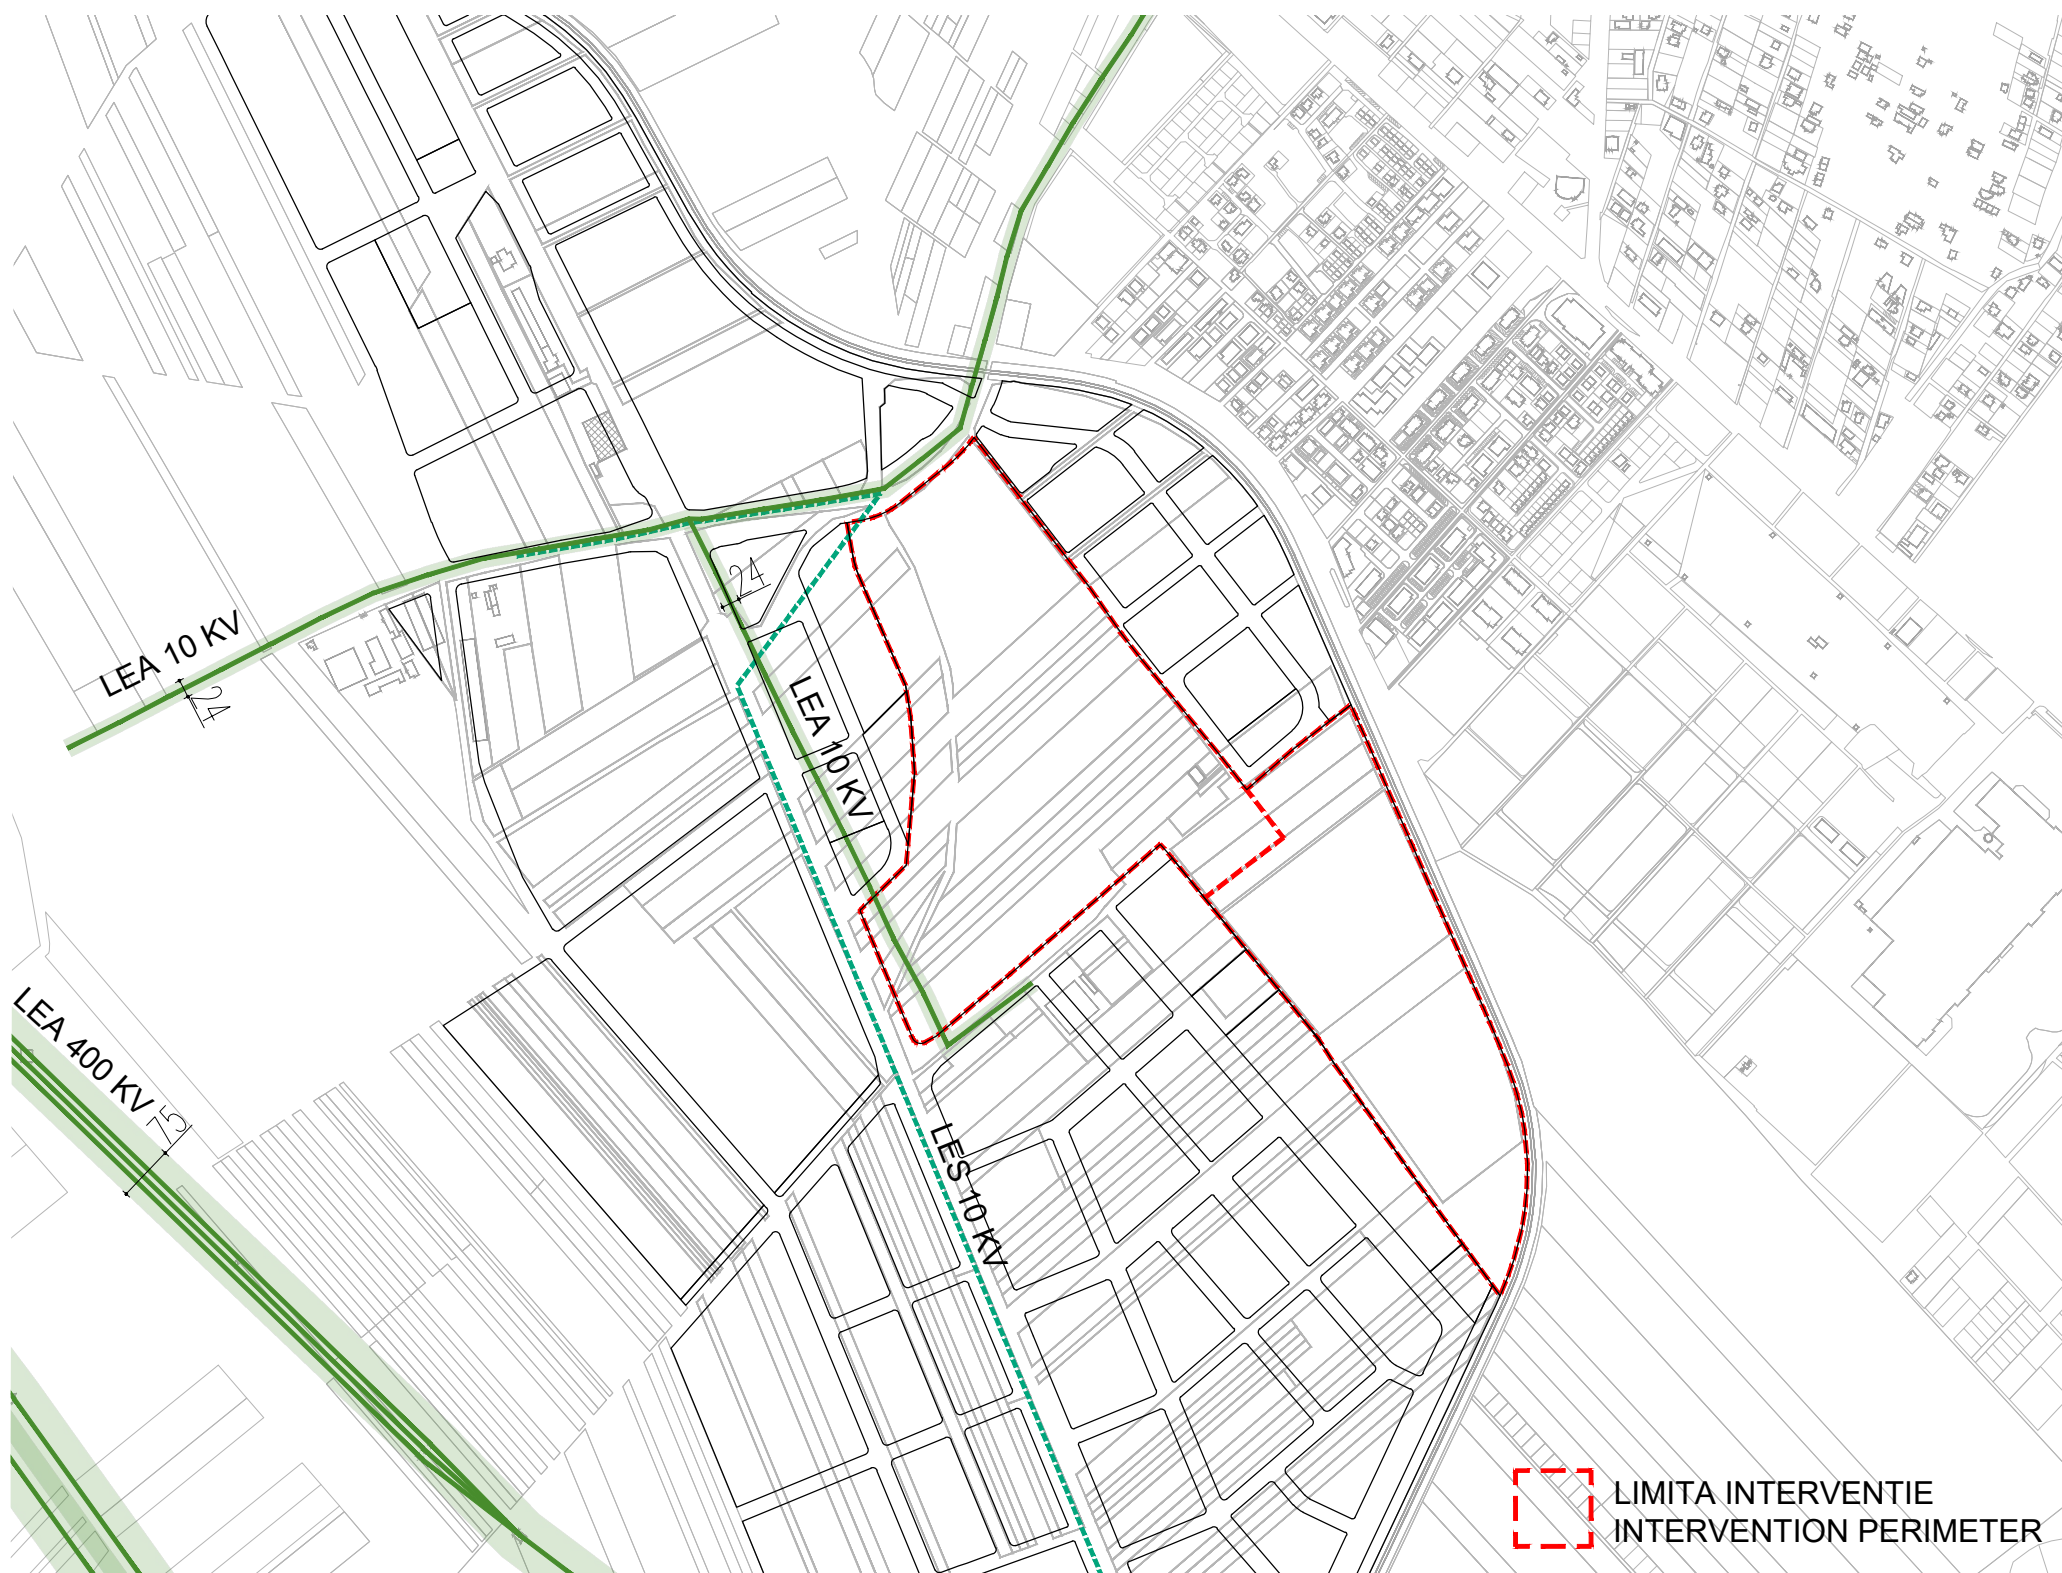 24
LEA 10 KV
24
LEA 10 KV
LEA 400 KV
75
LES 10 KV
LIMITA INTERVENTIE
INTERVENTION PERIMETER